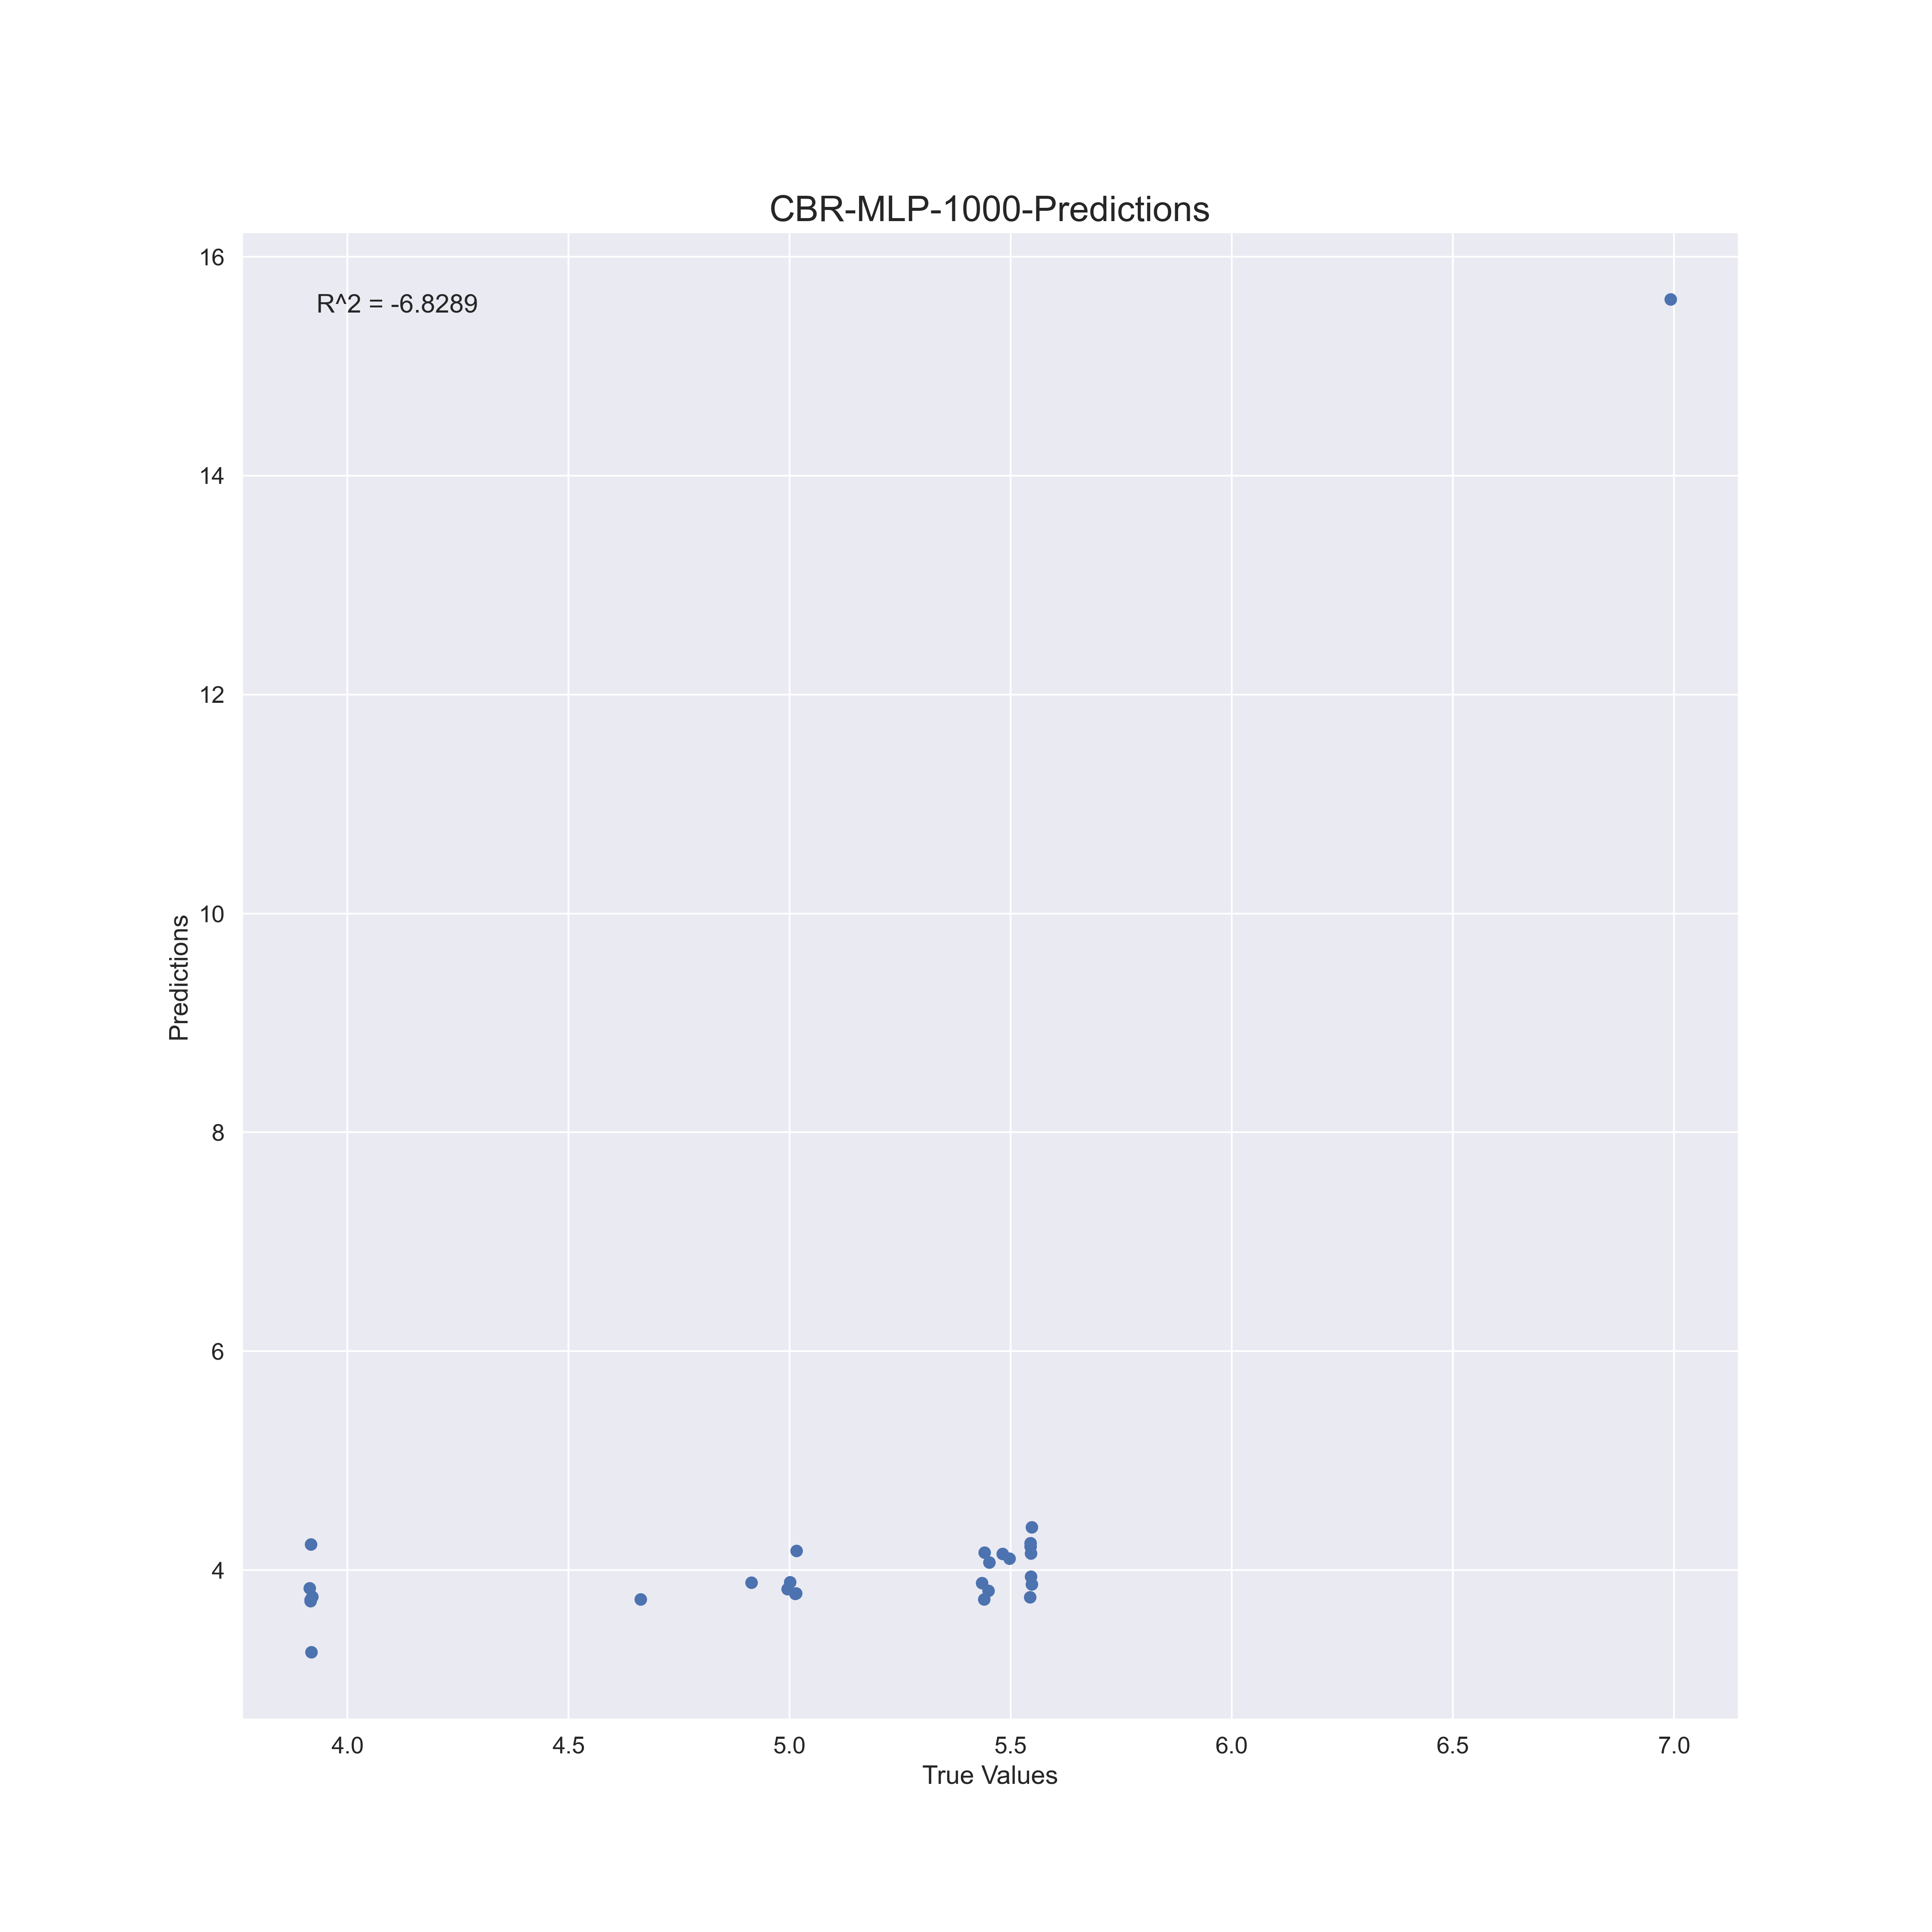 CBR-MLP-1000-Predictions
R^2 = -6.8289
16
14
12
10
8
6
4
Predictions
4.0 4.5 5.0 5.5 6.0 6.5 7.0
True Values